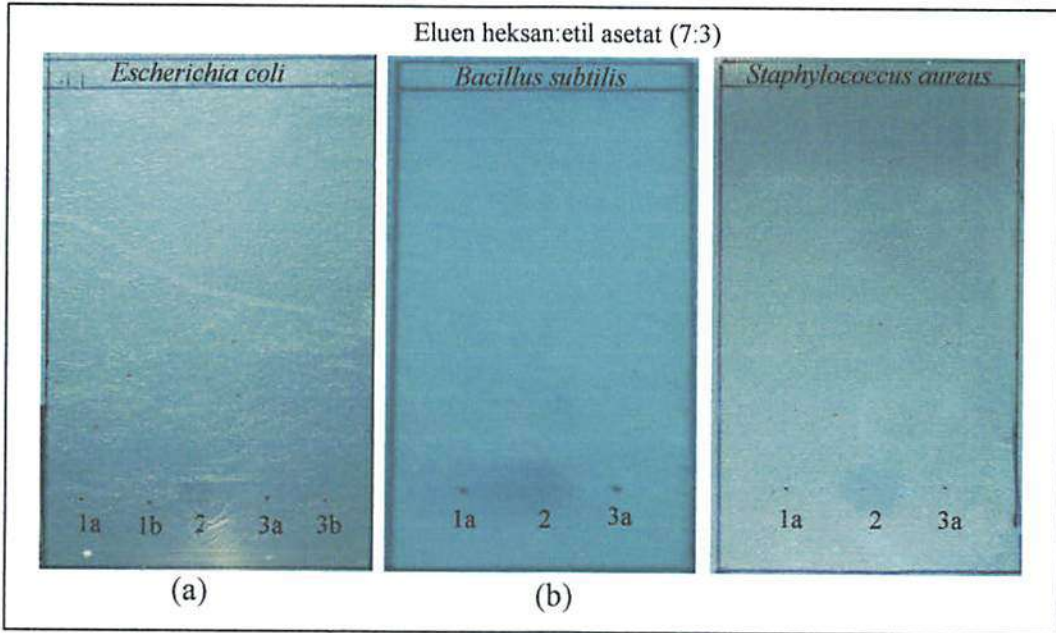 Eluen heksan:etil asetat (7:3)
Escherichia coli
Bacillus subtilis
Staphylococcus aureus
1a 1b 2 3a 3b
1a 2 3a
1a 2 3a
(a)
(b)